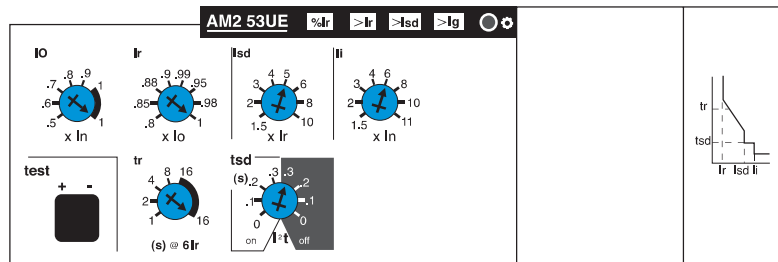 AM2 53UE %Ir >Ir >Isd >Ig
IO Ir Isd Ii
.5 .6 .7 .8 .9 1 1
x In
.8 .85 .88 .9 .99 .95 .98 1
x Io
1.5 2 3 4 5 6 8 10
x Ir
1.5 2 3 4 6 8 10 11
x In
test
+ -
tr
1 2 4 8 16 16
(s) @ 6Ir
tsd
(s)
0 .1 .2 .3 .3 .2 .1 0
on I²t off
tr
tsd
Ir Isd Ii